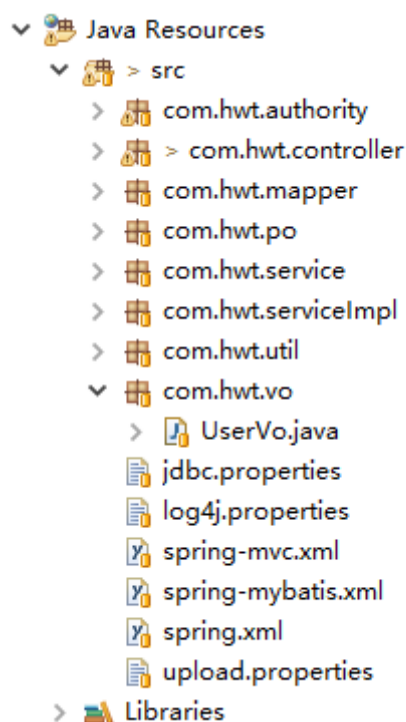 Java Resources
> src
com.hwt.authority
> com.hwt.controller
com.hwt.mapper
com.hwt.po
com.hwt.service
com.hwt.serviceImpl
com.hwt.util
com.hwt.vo
UserVo.java
jdbc.properties
log4j.properties
spring-mvc.xml
spring-mybatis.xml
spring.xml
upload.properties
Libraries